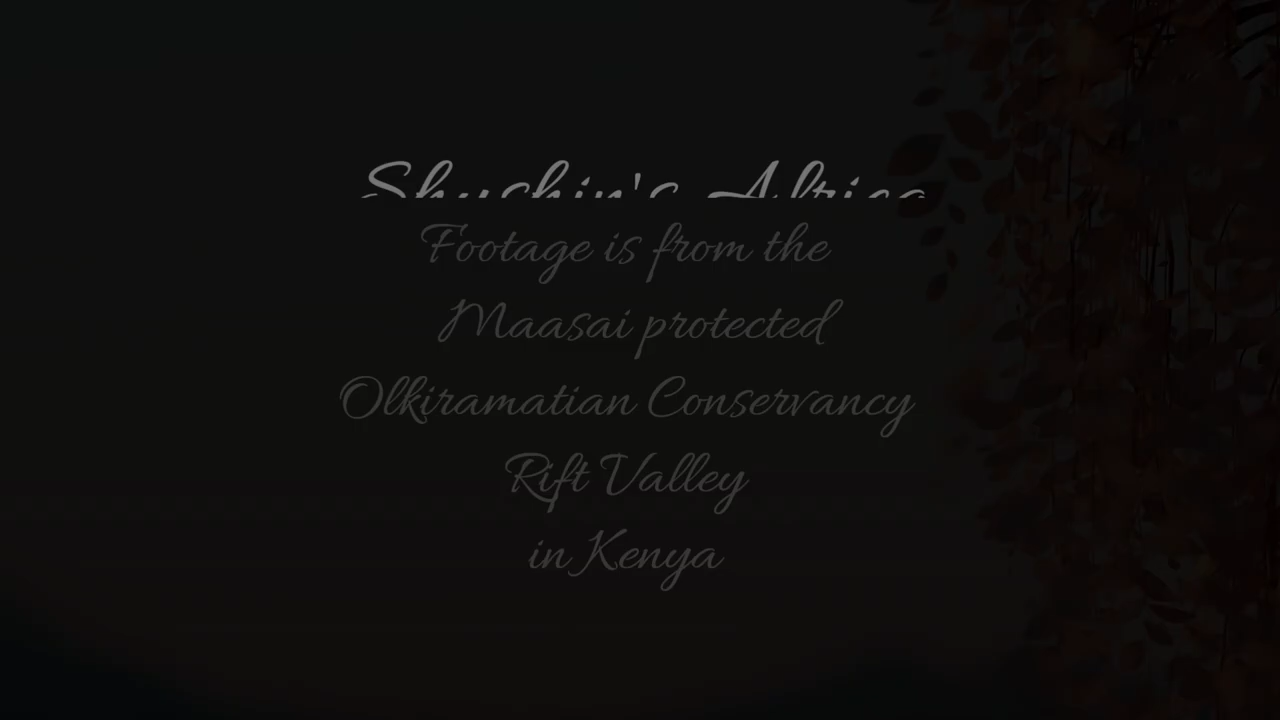 Footage is from the
Maasai protected
Olkiramatian Conservancy
Rift Valley
in Kenya